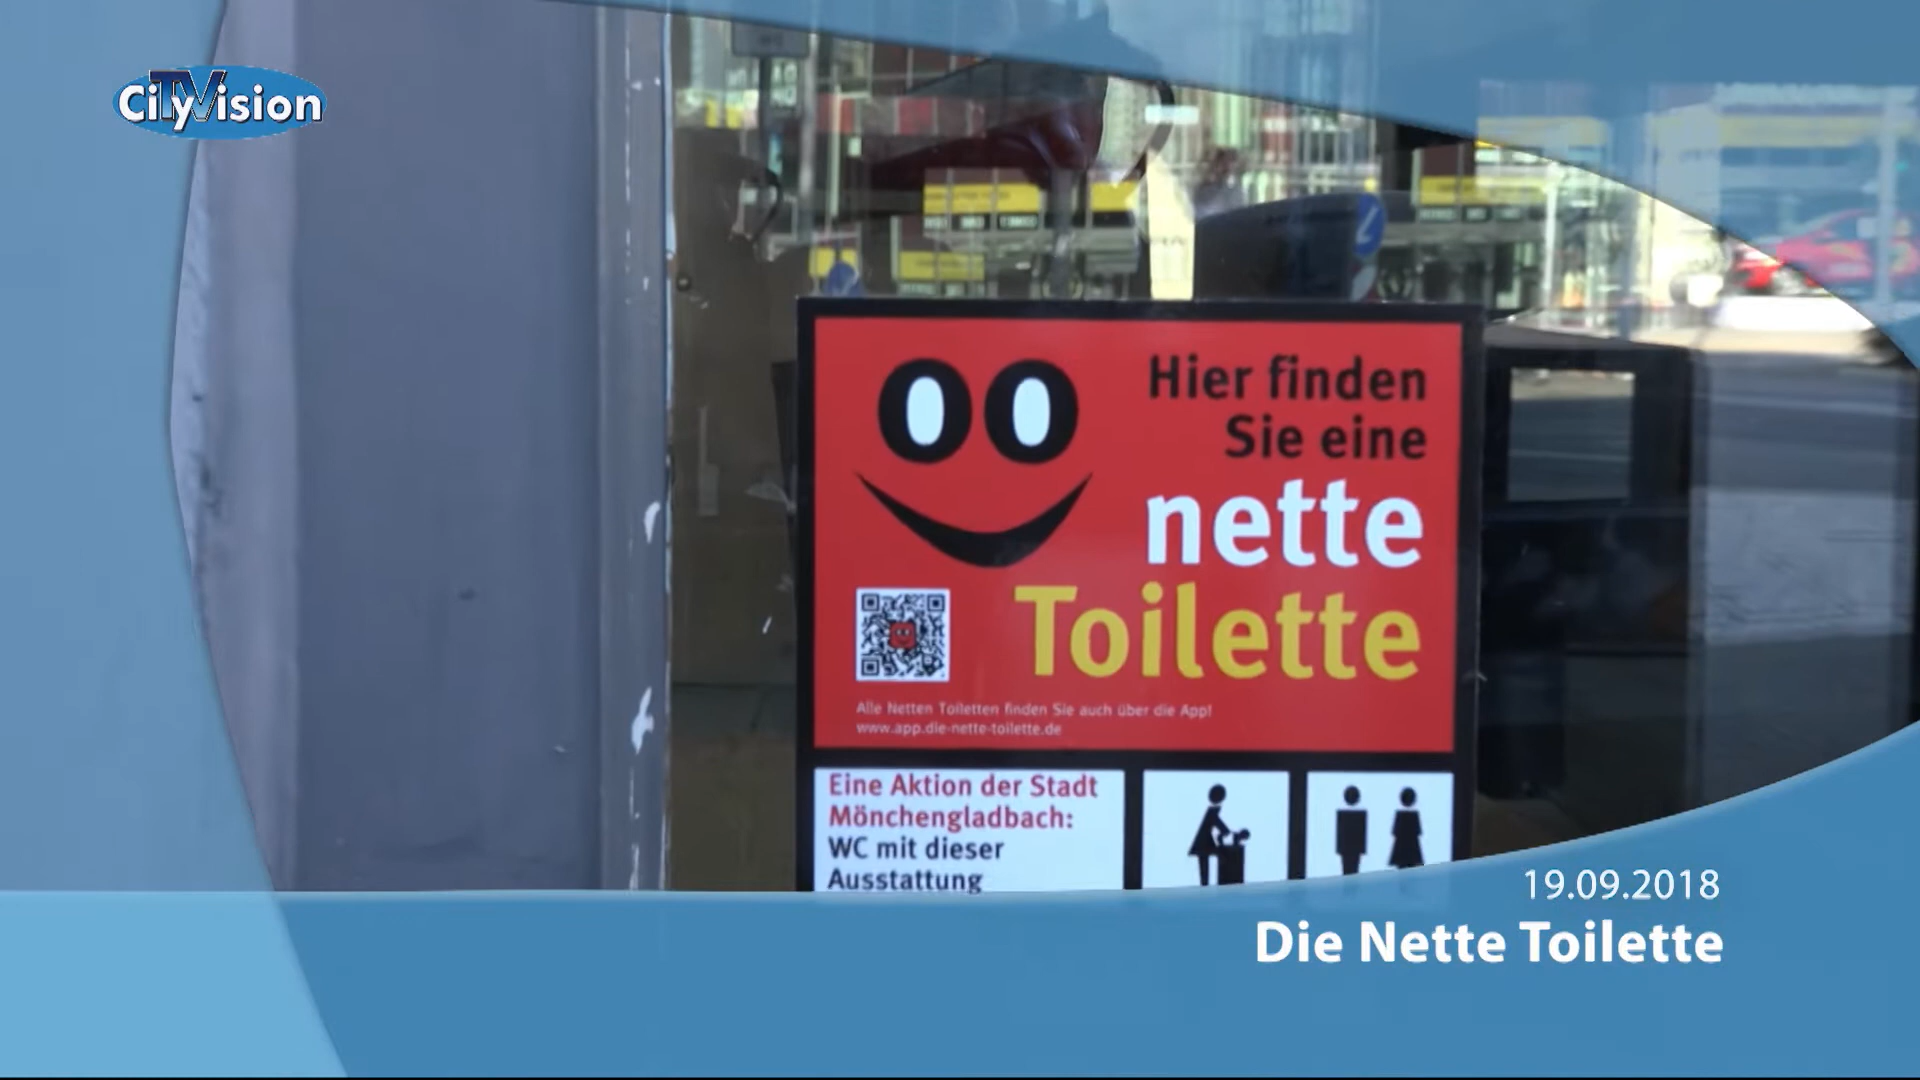 CityVision
TV
Hier finden
Sie eine
nette
Toilette
Alle Netten Toiletten finden Sie auch über die App!
www.app.die-nette-toilette.de
Eine Aktion der Stadt
Mönchengladbach:
WC mit dieser
Ausstattung
19.09.2018
Die Nette Toilette